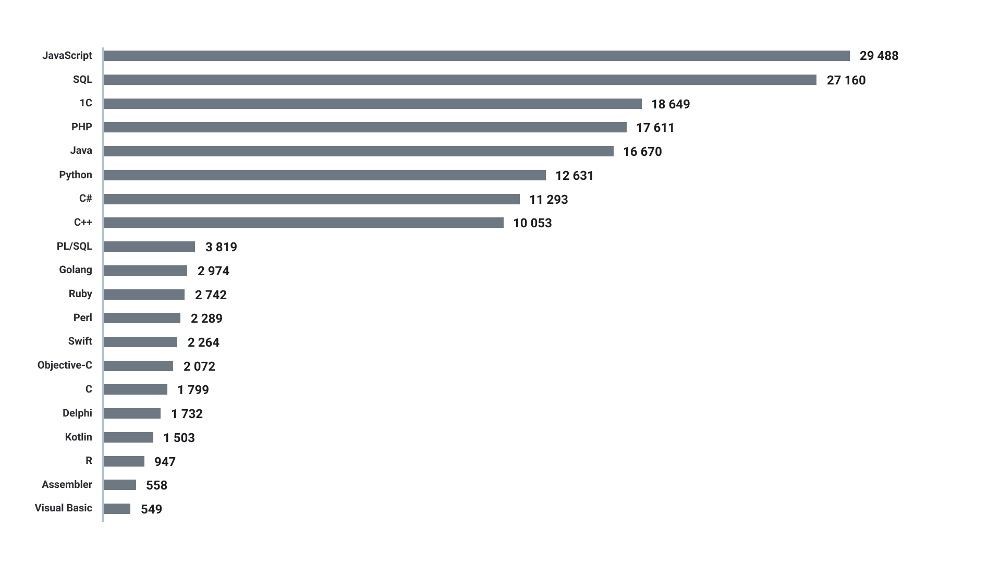 JavaScript 29 488
SQL 27 160
1C 18 649
PHP 17 611
Java 16 670
Python 12 631
C# 11 293
C++ 10 053
PL/SQL 3 819
Golang 2 974
Ruby 2 742
Perl 2 289
Swift 2 264
Objective-C 2 072
C 1 799
Delphi 1 732
Kotlin 1 503
R 947
Assembler 558
Visual Basic 549